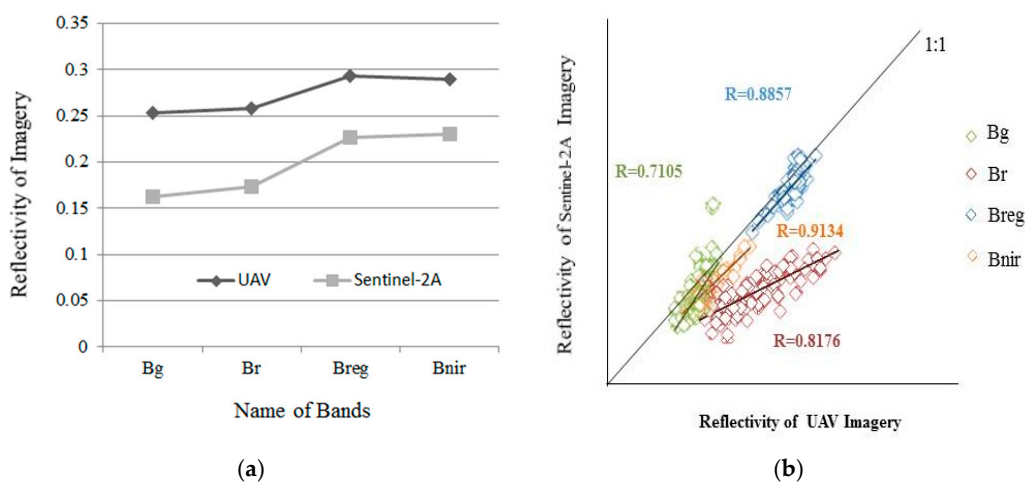 0.35
0.3
0.25
0.2
0.15
0.1
0.05
0
Reflectivity of Imagery
UAV
Sentinel-2A
Bg
Br
Breg
Bnir
Name of Bands
(a)
Reflectivity of Sentinel-2A Imagery
1:1
R=0.8857
R=0.7105
R=0.9134
R=0.8176
Bg
Br
Breg
Bnir
Reflectivity of UAV Imagery
(b)